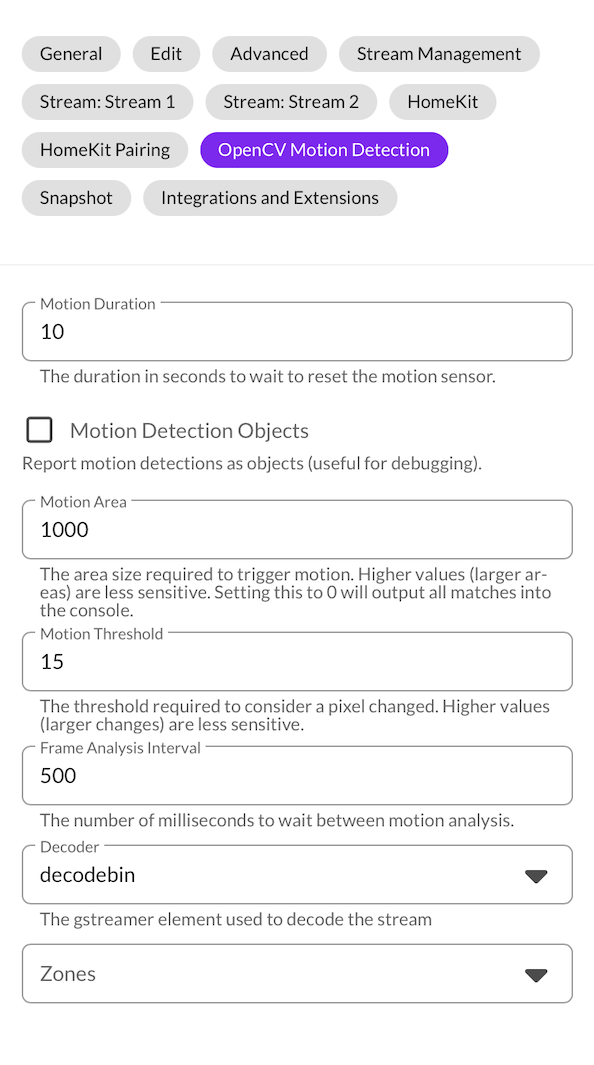 General Edit Advanced Stream Management
Stream: Stream 1 Stream: Stream 2 HomeKit
HomeKit Pairing OpenCV Motion Detection
Snapshot Integrations and Extensions
Motion Duration
10
The duration in seconds to wait to reset the motion sensor.
Motion Detection Objects
Report motion detections as objects (useful for debugging).
Motion Area
1000
The area size required to trigger motion. Higher values (larger ar-
eas) are less sensitive. Setting this to 0 will output all matches into
the console.
Motion Threshold
15
The threshold required to consider a pixel changed. Higher values
(larger changes) are less sensitive.
Frame Analysis Interval
500
The number of milliseconds to wait between motion analysis.
Decoder
decodebin
The gstreamer element used to decode the stream
Zones